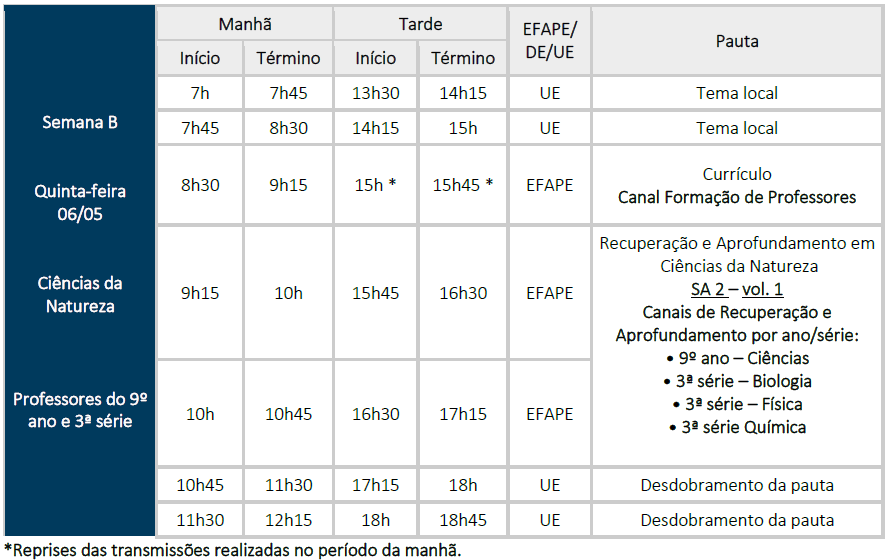 Manhã Tarde EFAPE/ DE/UE Pauta
Início Término Início Término
Semana B
Quinta-feira
06/05
Ciências da
Natureza
Professores do 9º
ano e 3ª série
7h 7h45 13h30 14h15 UE Tema local
7h45 8h30 14h15 15h UE Tema local
8h30 9h15 15h * 15h45 * EFAPE Currículo
Canal Formação de Professores
9h15 10h 15h45 16h30 EFAPE
Recuperação e Aprofundamento em
Ciências da Natureza
SA 2 – vol. 1
Canais de Recuperação e
Aprofundamento por ano/série:
• 9º ano – Ciências
• 3ª série – Biologia
• 3ª série – Física
• 3ª série Química
10h 10h45 16h30 17h15 EFAPE
10h45 11h30 17h15 18h UE Desdobramento da pauta
11h30 12h15 18h 18h45 UE Desdobramento da pauta
*Reprises das transmissões realizadas no período da manhã.